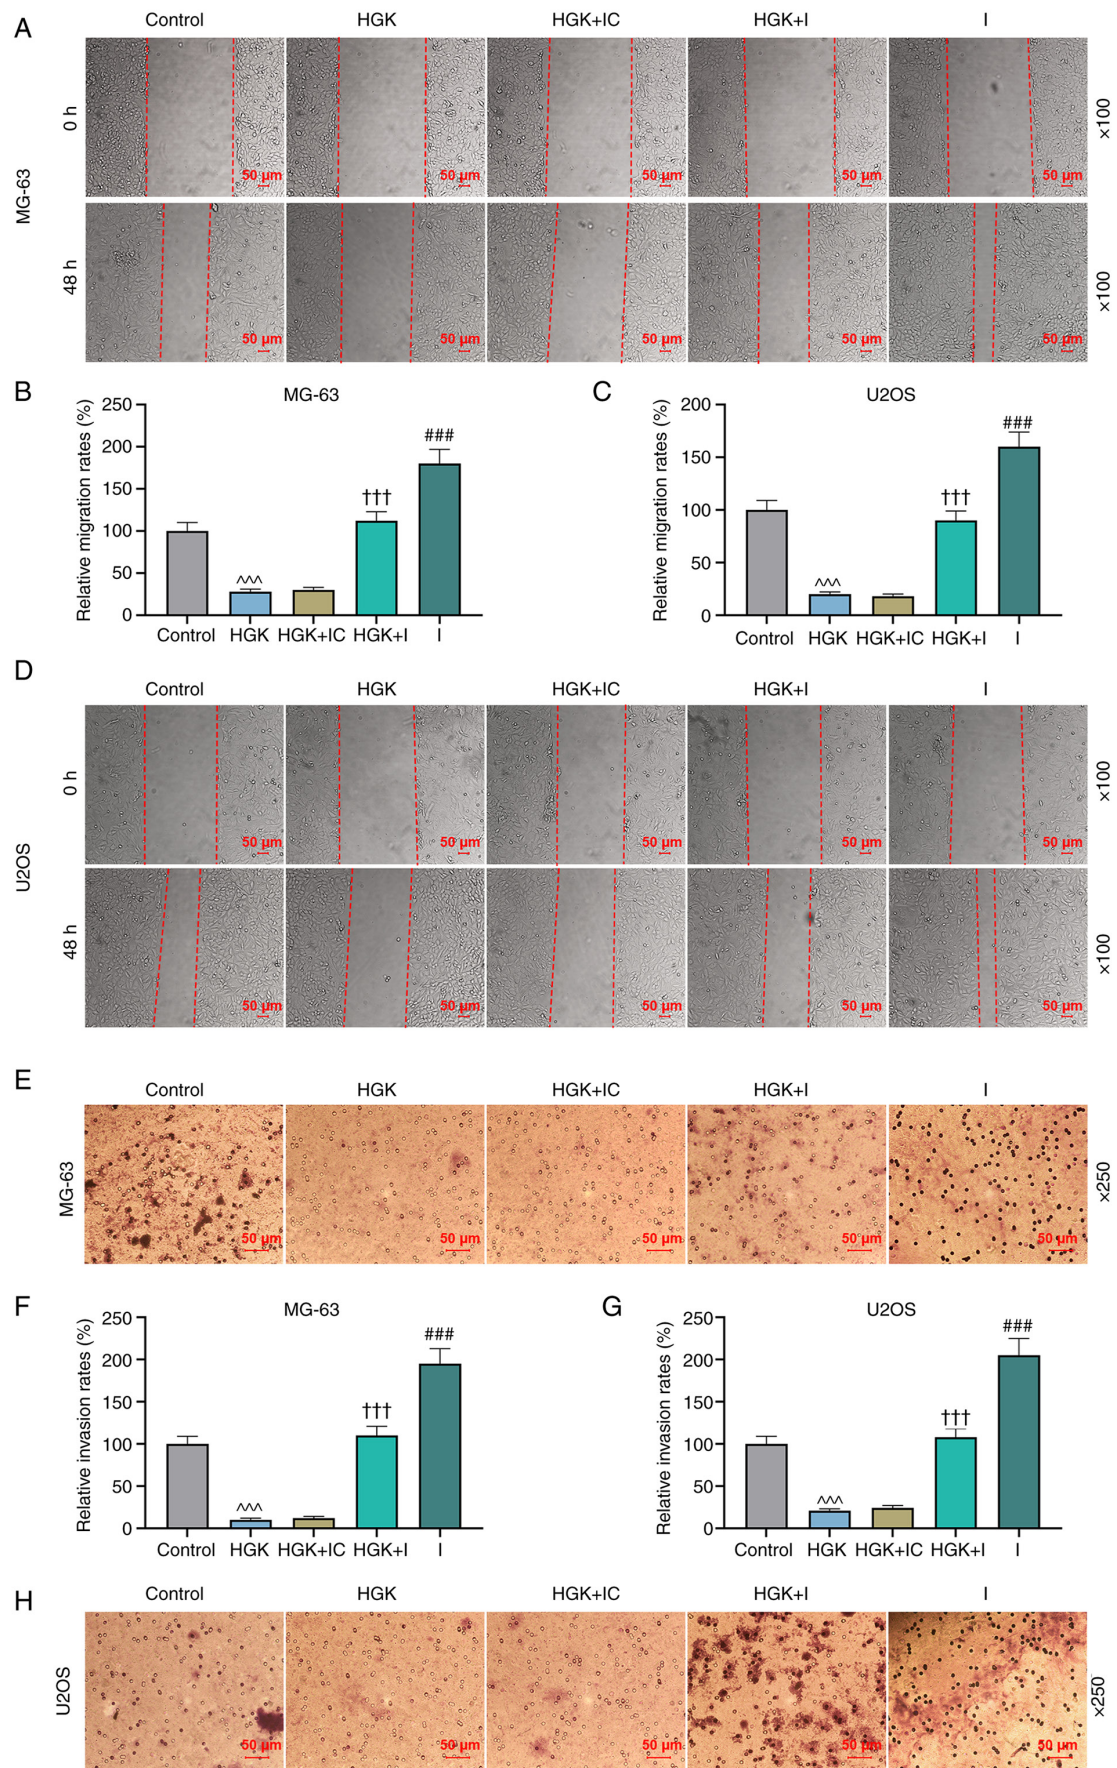 A
Control HGK HGK+IC HGK+I I
MG-63
0 h
50 µm 50 µm 50 µm 50 µm 50 µm
×100
48 h
50 µm 50 µm 50 µm 50 µm 50 µm
×100
B
MG-63
Relative migration rates (%)
250
200
150
100
50
0
^^^
†††
###
Control HGK HGK+IC HGK+I I
C
U2OS
Relative migration rates (%)
200
150
100
50
0
^^^
†††
###
Control HGK HGK+IC HGK+I I
D
Control HGK HGK+IC HGK+I I
U2OS
0 h
50 µm 50 µm 50 µm 50 µm 50 µm
×100
48 h
50 µm 50 µm 50 µm 50 µm 50 µm
×100
E
Control HGK HGK+IC HGK+I I
MG-63
50 µm 50 µm 50 µm 50 µm 50 µm
×250
F
MG-63
Relative invasion rates (%)
250
200
150
100
50
0
^^^
†††
###
Control HGK HGK+IC HGK+I I
G
U2OS
Relative invasion rates (%)
250
200
150
100
50
0
^^^
†††
###
Control HGK HGK+IC HGK+I I
H
Control HGK HGK+IC HGK+I I
U2OS
50 µm 50 µm 50 µm 50 µm 50 µm
×250